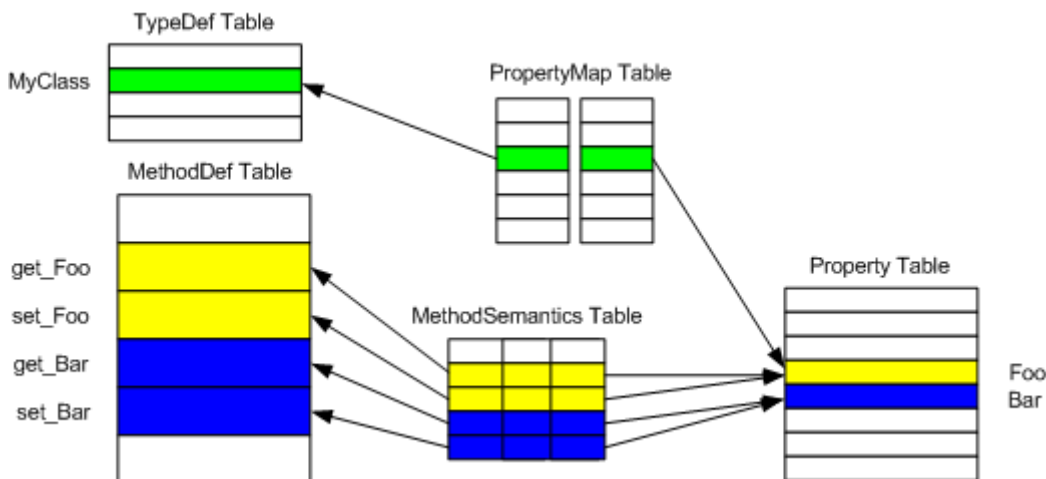 TypeDef Table
MyClass
PropertyMap Table
MethodDef Table
get_Foo
set_Foo
get_Bar
set_Bar
MethodSemantics Table
Property Table
Foo
Bar